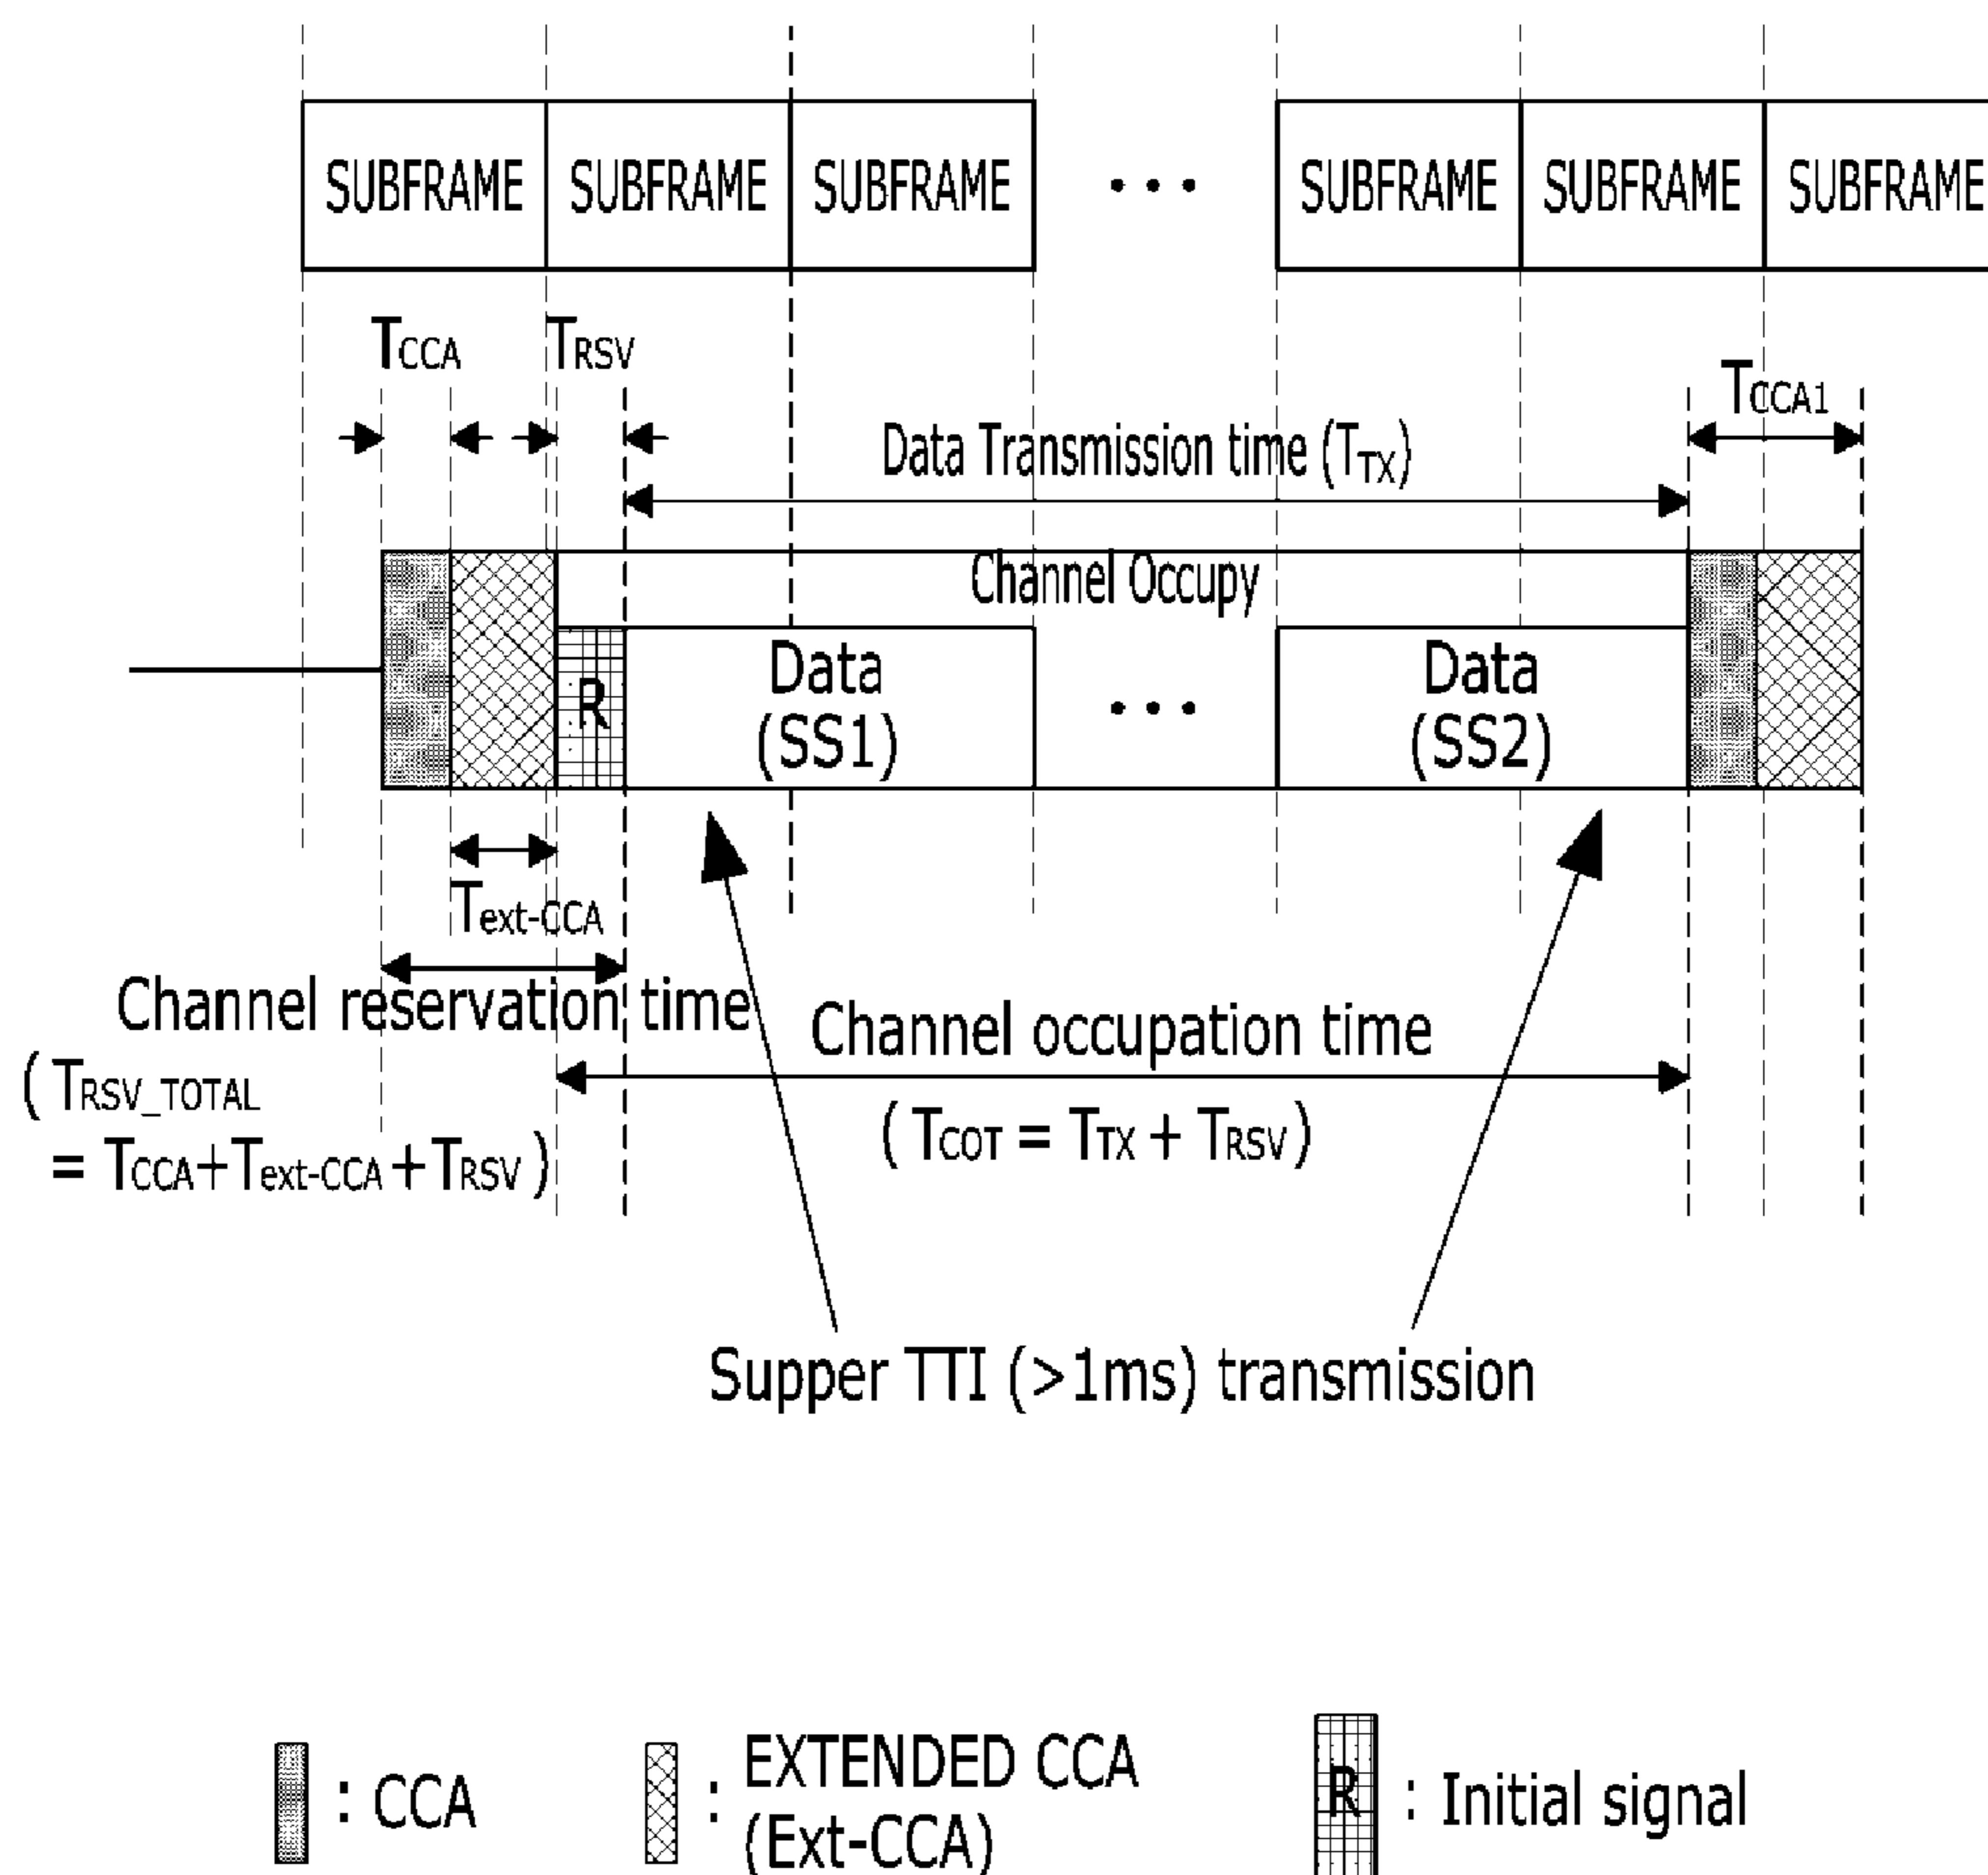 SUBFRAME SUBFRAME SUBFRAME ... SUBFRAME SUBFRAME SUBFRAME
TCCA TRSV
TCCA1
Data Transmission time (TTX)
Channel Occupy
R
Data
(SS1)
...
Data
(SS2)
Text-CCA
Channel reservation time
(TRSV_TOTAL
= TCCA+Text-CCA+TRSV)
Channel occupation time
(TCOT = TTX + TRSV)
Supper TTI (>1ms) transmission
: CCA
: EXTENDED CCA
(Ext-CCA)
R : Initial signal